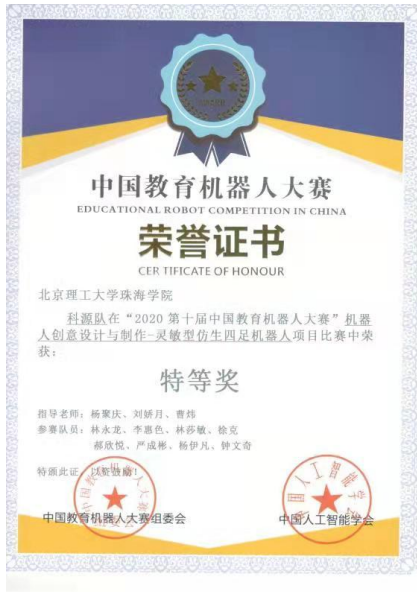 中国教育机器人大赛
EDUCATIONAL ROBOT COMPETITION IN CHINA
荣誉证书
CER TIFICATE OF HONOUR
北京理工大学珠海学院
科源队在“2020 第十届中国教育机器人大赛”机器
人创意设计与制作-灵敏型仿生四足机器人项目比赛中荣
获：
特等奖
指导老师：杨聚庆、刘娇月、曹炜
参赛队员：林永龙、李惠色、林莎敏、徐克
郝欣悦、严成彬、杨伊凡、钟文奇
特颁此证，以资鼓励！
中国教育机器人大赛组委会
中国人工智能学会